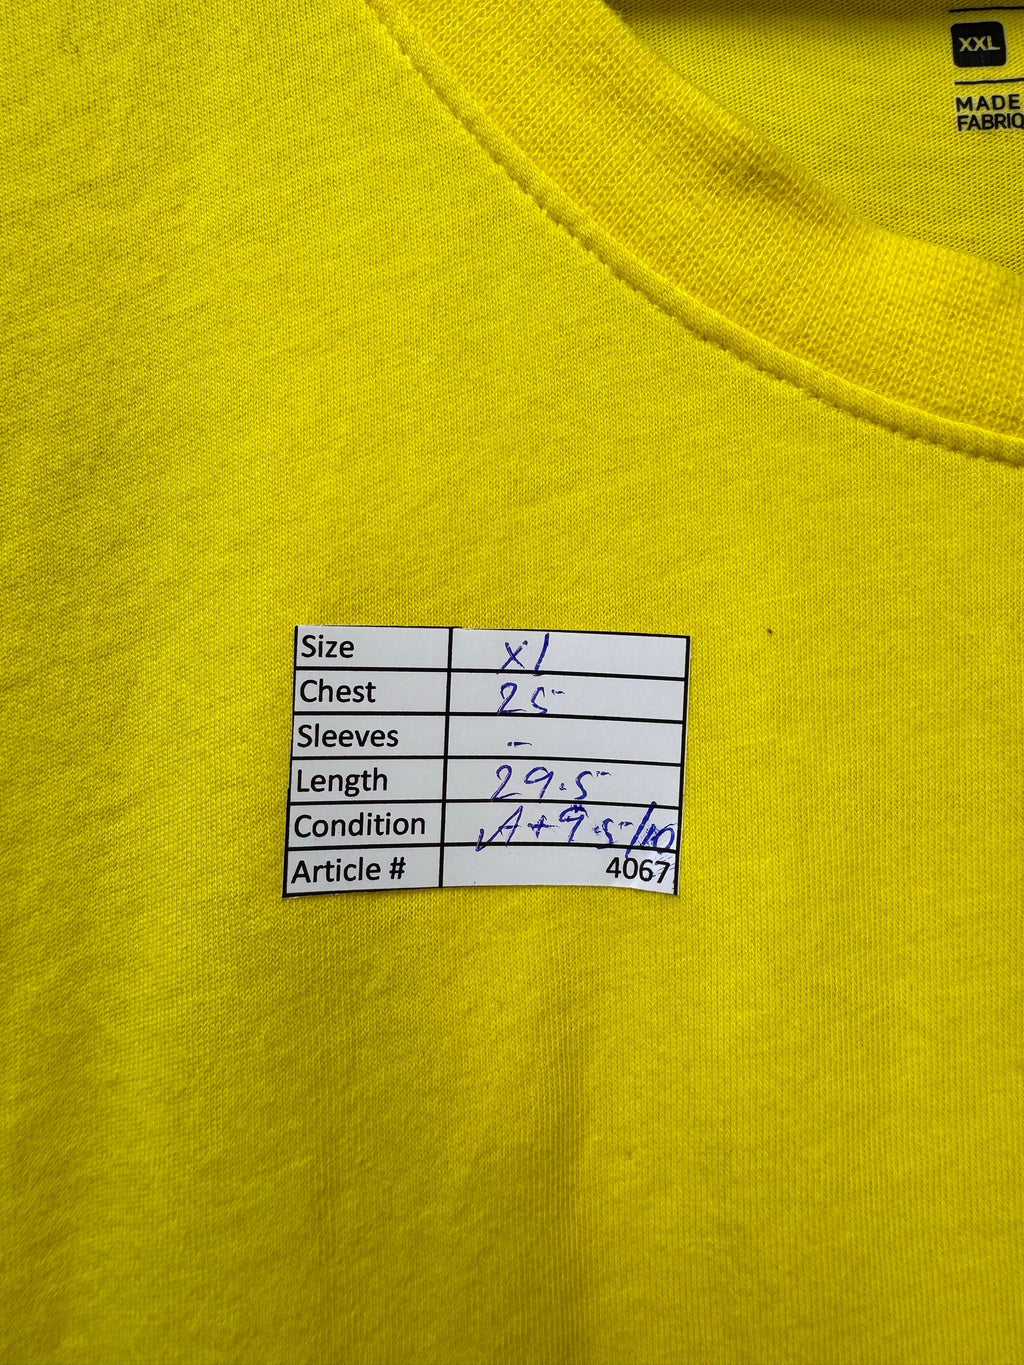 XXL
MADE
FABRIQ
Size xl
Chest 25
Sleeves -
Length 29.5
Condition A+ 9.5/10
Article # 4067